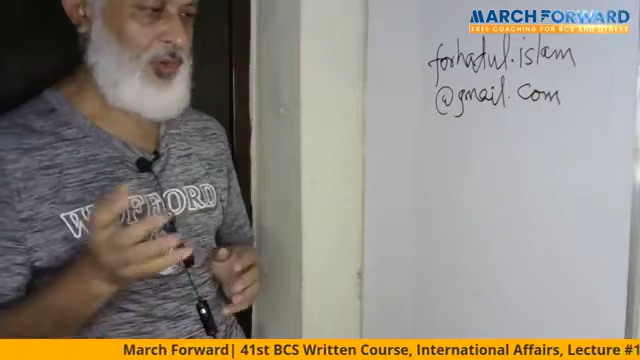 MARCH FORWARD
FREE COACHING FOR BCS AND OTHERS
forhadul.islam
@gmail.com
WOFFORD
March Forward| 41st BCS Written Course, International Affairs, Lecture #1